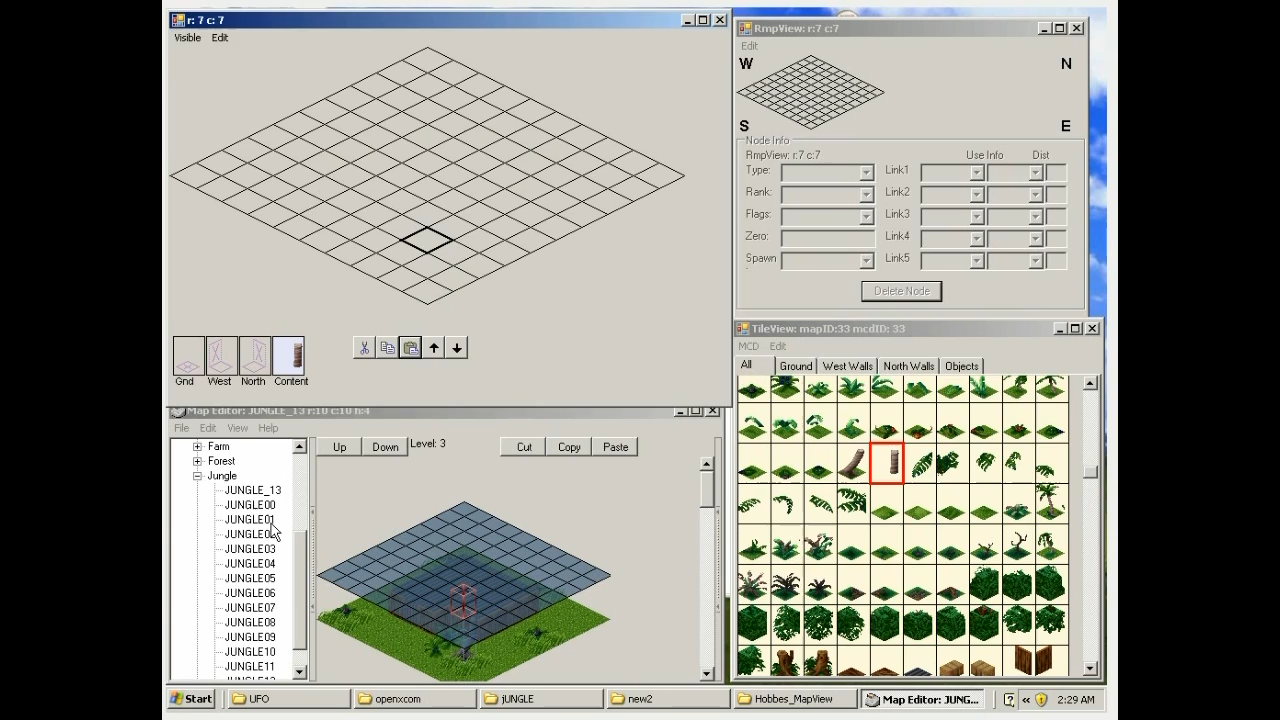 r: 7 c: 7
Visible Edit
Gnd West North Content
RmpView: r:7 c:7
Edit
W N
S E
Node Info
RmpView: r:7 c:7 Use Info Dist
Type: Link1
Rank: Link2
Flags: Link3
Zero: Link4
Spawn Link5
Delete Node
TileView: mapID:33 mcdID: 33
MCD Edit
All Ground West Walls North Walls Objects
Map Editor: JUNGLE_13 r:10 c:10 h:4
File Edit View Help
Up Down Level: 3 Cut Copy Paste
Farm
Forest
Jungle
JUNGLE_13
JUNGLE00
JUNGLE01
JUNGLE03
JUNGLE04
JUNGLE05
JUNGLE06
JUNGLE07
JUNGLE08
JUNGLE09
JUNGLE10
JUNGLE11
Start UFO openxcom jUNGLE new2 Hobbes_MapView Map Editor: JUNG... 2:29 AM